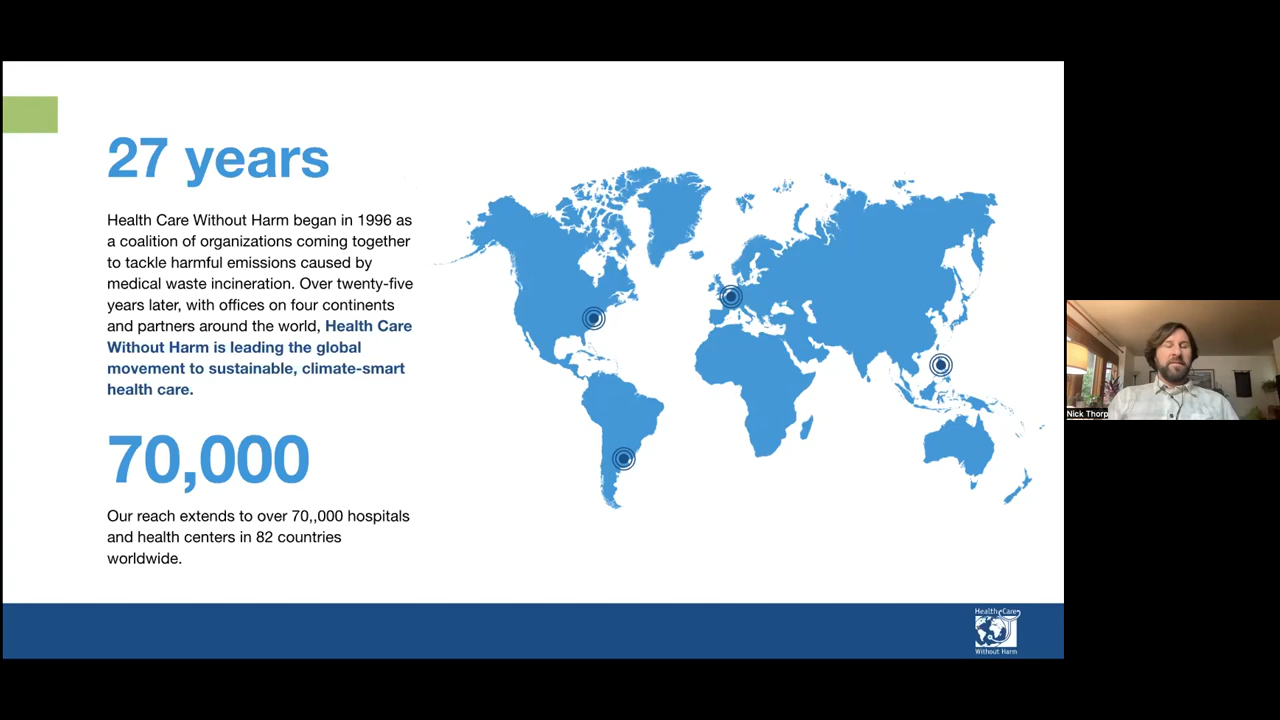 27 years
Health Care Without Harm began in 1996 as
a coalition of organizations coming together
to tackle harmful emissions caused by
medical waste incineration. Over twenty-five
years later, with offices on four continents
and partners around the world, Health Care
Without Harm is leading the global
movement to sustainable, climate-smart
health care.
70,000
Our reach extends to over 70,,000 hospitals
and health centers in 82 countries
worldwide.
Health Care
Without Harm
Nick Thorp